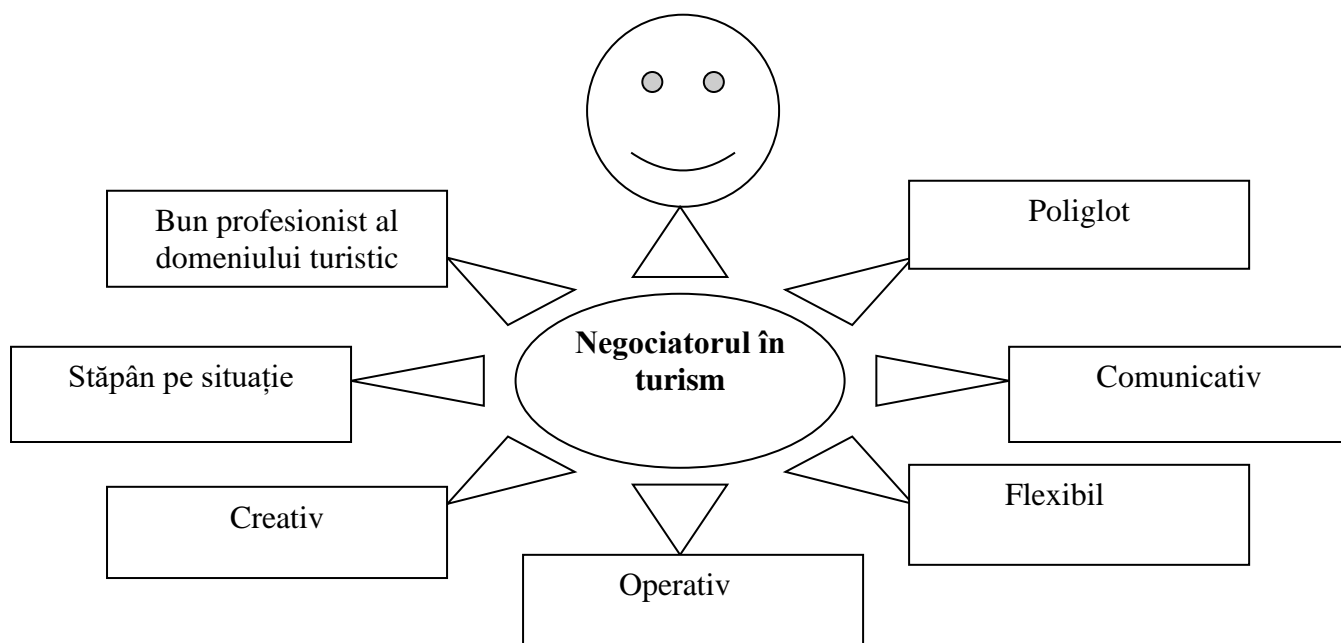 Bun profesionist al
domeniului turistic
Poliglot
Negociatorul în
turism
Stăpân pe situație
Comunicativ
Creativ
Flexibil
Operativ